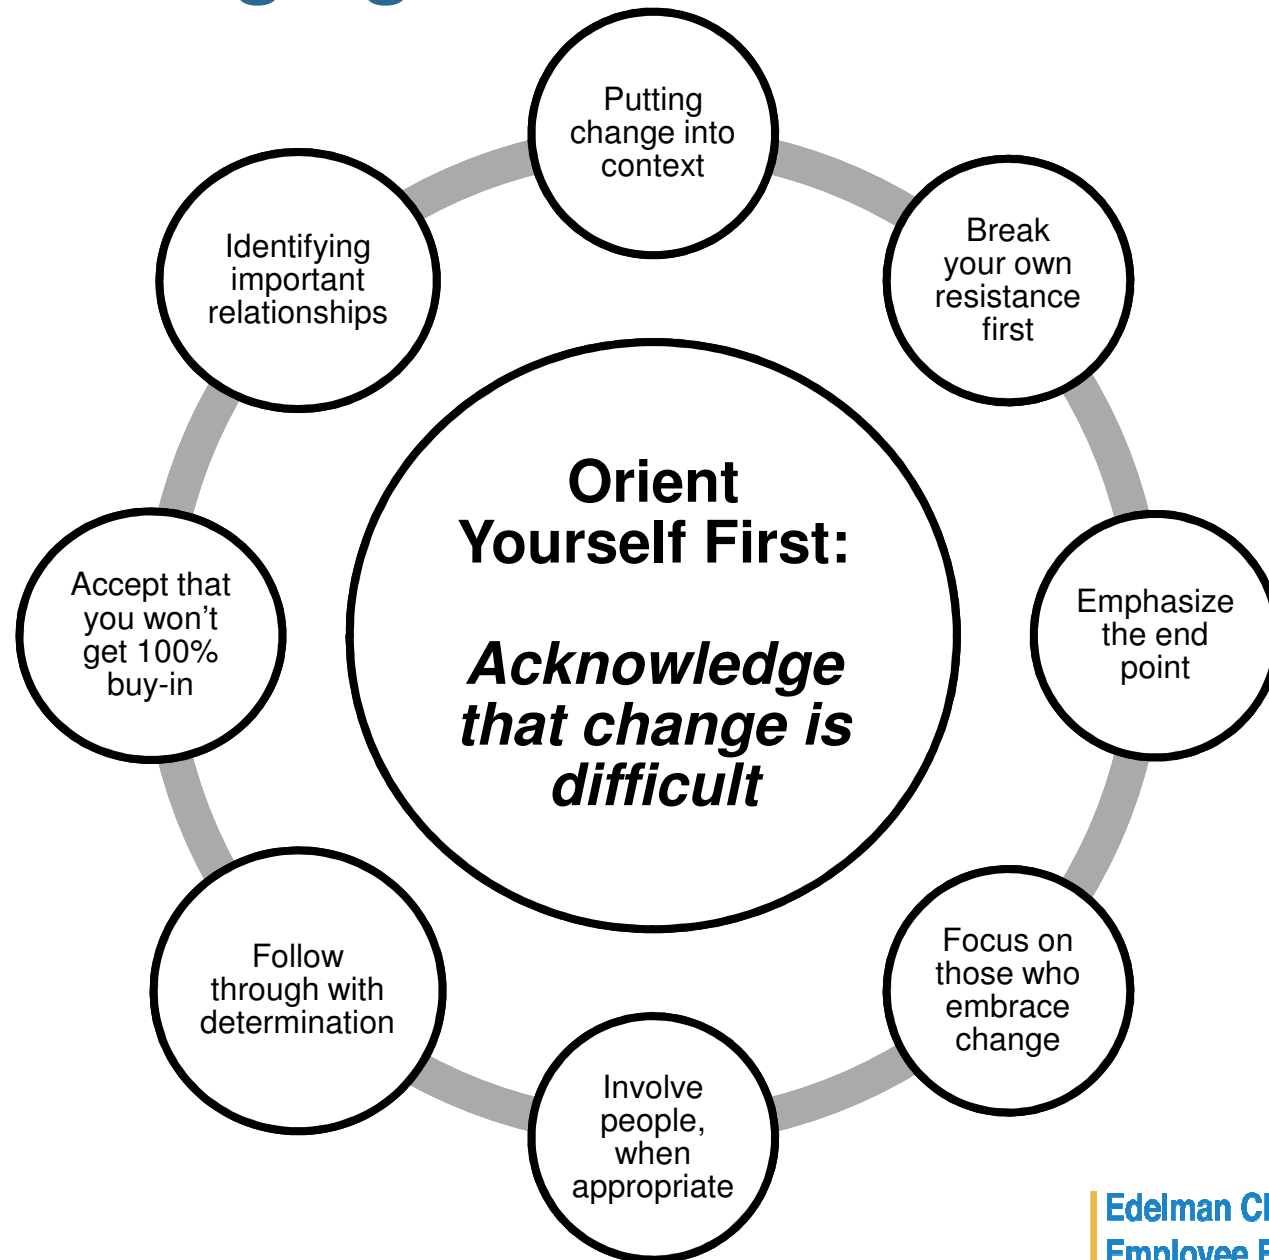 Putting
change into
context
Break
your own
resistance
first
Emphasize
the end
point
Focus on
those who
embrace
change
Involve
people,
when
appropriate
Follow
through with
determination
Accept that
you won't
get 100%
buy-in
Identifying
important
relationships
Orient
Yourself First:
Acknowledge
that change is
difficult
Edelman
Employee